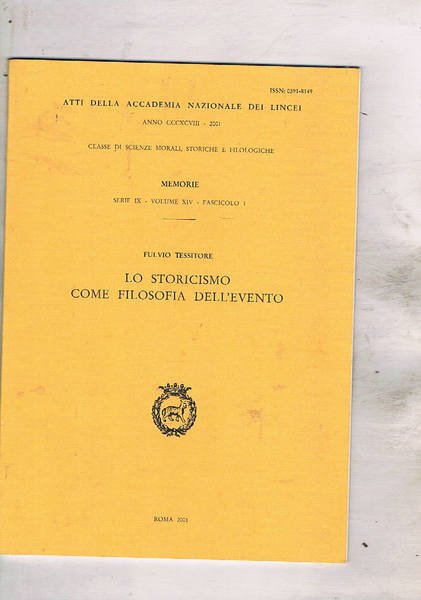 ISSN: 0391-8149
ATTI DELLA ACCADEMIA NAZIONALE DEI LINCEI
ANNO CCCXCVIII - 2001
CLASSE DI SCIENZE MORALI, STORICHE E FILOLOGICHE
MEMORIE
SERIE IX - VOLUME XIV - FASCICOLO 1
FULVIO TESSITORE
LO STORICISMO
COME FILOSOFIA DELL'EVENTO
ROMA 2001